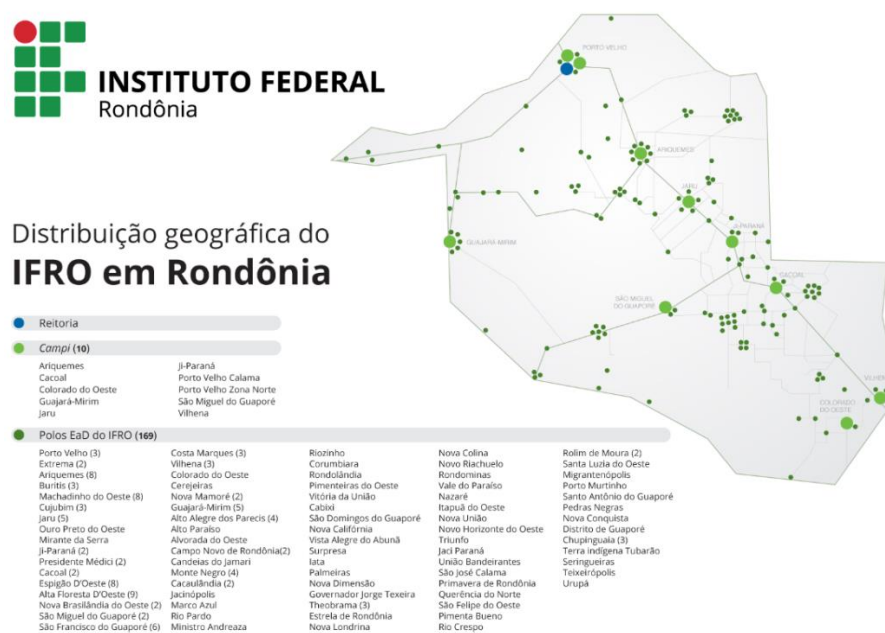 INSTITUTO FEDERAL
Rondônia
Distribuição geográfica do
IFRO em Rondônia
Reitoria
Campi (10)
Ariquemes
Cacoal
Colorado do Oeste
Guajará-Mirim
Jaru
Ji-Paraná
Porto Velho Calama
Porto Velho Zona Norte
São Miguel do Guaporé
Vilhena
Polos EaD do IFRO (169)
Porto Velho (3)
Extrema (2)
Ariquemes (8)
Buritis (3)
Machadinho do Oeste (8)
Cujubim (3)
Jaru (5)
Ouro Preto do Oeste
Mirante da Serra
Ji-Paraná (2)
Presidente Médici (2)
Cacoal (2)
Espigão D'Oeste (8)
Alta Floresta D'Oeste (9)
Nova Brasilândia do Oeste (2)
São Miguel do Guaporé (2)
São Francisco do Guaporé (6)
Costa Marques (3)
Vilhena (3)
Colorado do Oeste
Cerejeiras
Nova Mamoré (2)
Guajará-Mirim (5)
Alto Alegre dos Parecis (4)
Alto Paraíso
Alvorada do Oeste
Campo Novo de Rondônia(2)
Candeias do Jamari
Monte Negro (4)
Cacaulândia (2)
Jacinópolis
Marco Azul
Rio Pardo
Ministro Andreaza
Riozinho
Corumbiara
Rondolândia
Pimenteiras do Oeste
Vitória da União
Cabixi
São Domingos do Guaporé
Nova Califórnia
Vista Alegre do Abunã
Surpresa
Iata
Palmeiras
Nova Dimensão
Governador Jorge Texeira
Theobrama (3)
Estrela de Rondônia
Nova Londrina
Nova Colina
Novo Riachuelo
Rondominas
Vale do Paraíso
Nazaré
Itapuã do Oeste
Nova União
Novo Horizonte do Oeste
Triunfo
Jaci Paraná
União Bandeirantes
São José Calama
Primavera de Rondônia
Querência do Norte
São Felipe do Oeste
Pimenta Bueno
Rio Crespo
Rolim de Moura (2)
Santa Luzia do Oeste
Migrantenópolis
Porto Murtinho
Santo Antônio do Guaporé
Pedras Negras
Nova Conquista
Distrito de Guaporé
Chupinguaia (3)
Terra indígena Tubarão
Seringueiras
Teixeirópolis
Urupá
PORTO VELHO
ARIQUEMES
JARU
JI-PARANÁ
GUAJARÁ-MIRIM
CACOAL
SÃO MIGUEL
DO GUAPORÉ
VILHENA
COLORADO
DO OESTE